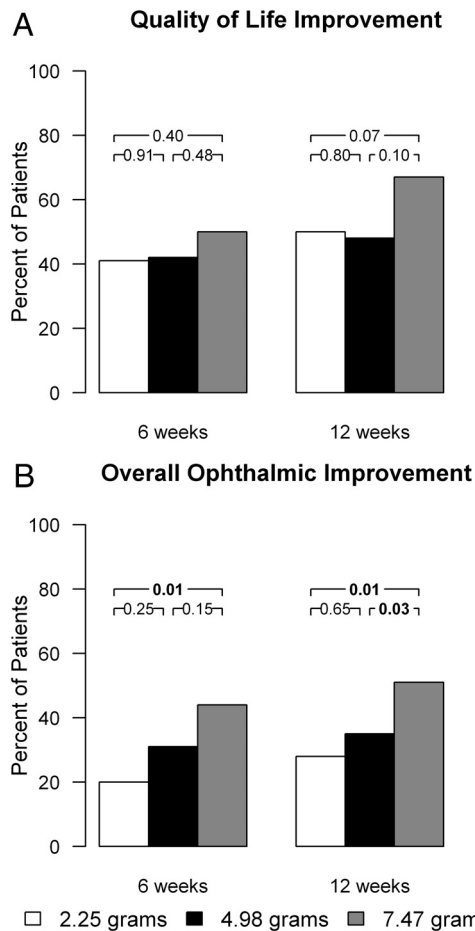 A
Quality of Life Improvement
100
80
60
40
20
0
Percent of Patients
0.40
0.91 0.48
0.07
0.80 0.10
6 weeks 12 weeks
B
Overall Ophthalmic Improvement
100
80
60
40
20
0
Percent of Patients
0.01
0.25 0.15
0.01
0.65 0.03
6 weeks 12 weeks
2.25 grams 4.98 grams 7.47 gram